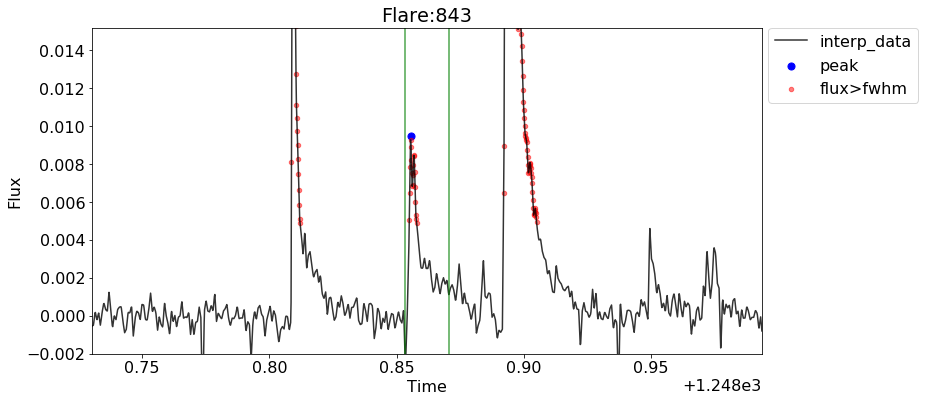 Flare:843
interp_data
peak
flux>fwhm
Flux
0.014
0.012
0.010
0.008
0.006
0.004
0.002
0.000
−0.002
0.75 0.80 0.85 0.90 0.95
Time
+1.248e3